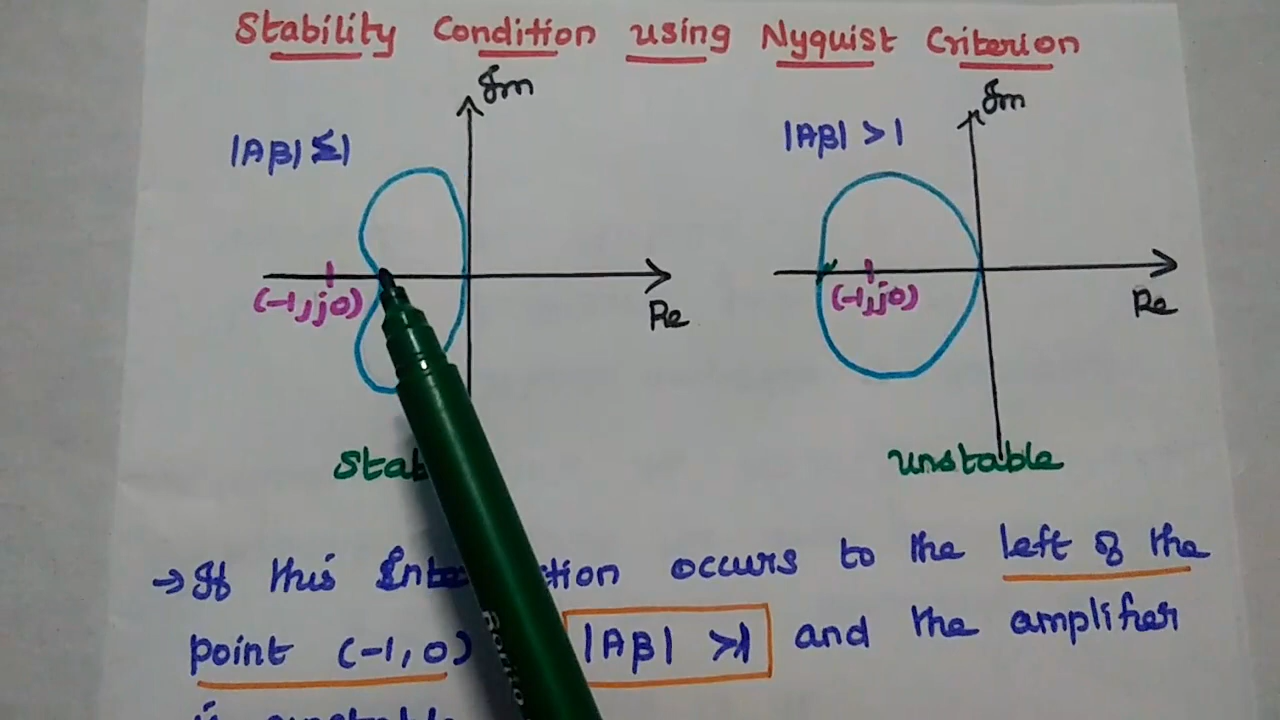 Stability Condition using Nyquist Criterion
Im
Im
|Aβ| ≤1
|Aβ| >1
(-1,j0)
Re
(-1,j0)
Re
unstable
→ If this occurs to the left of the
point (-1,0) |Aβ| >1 and the amplifier